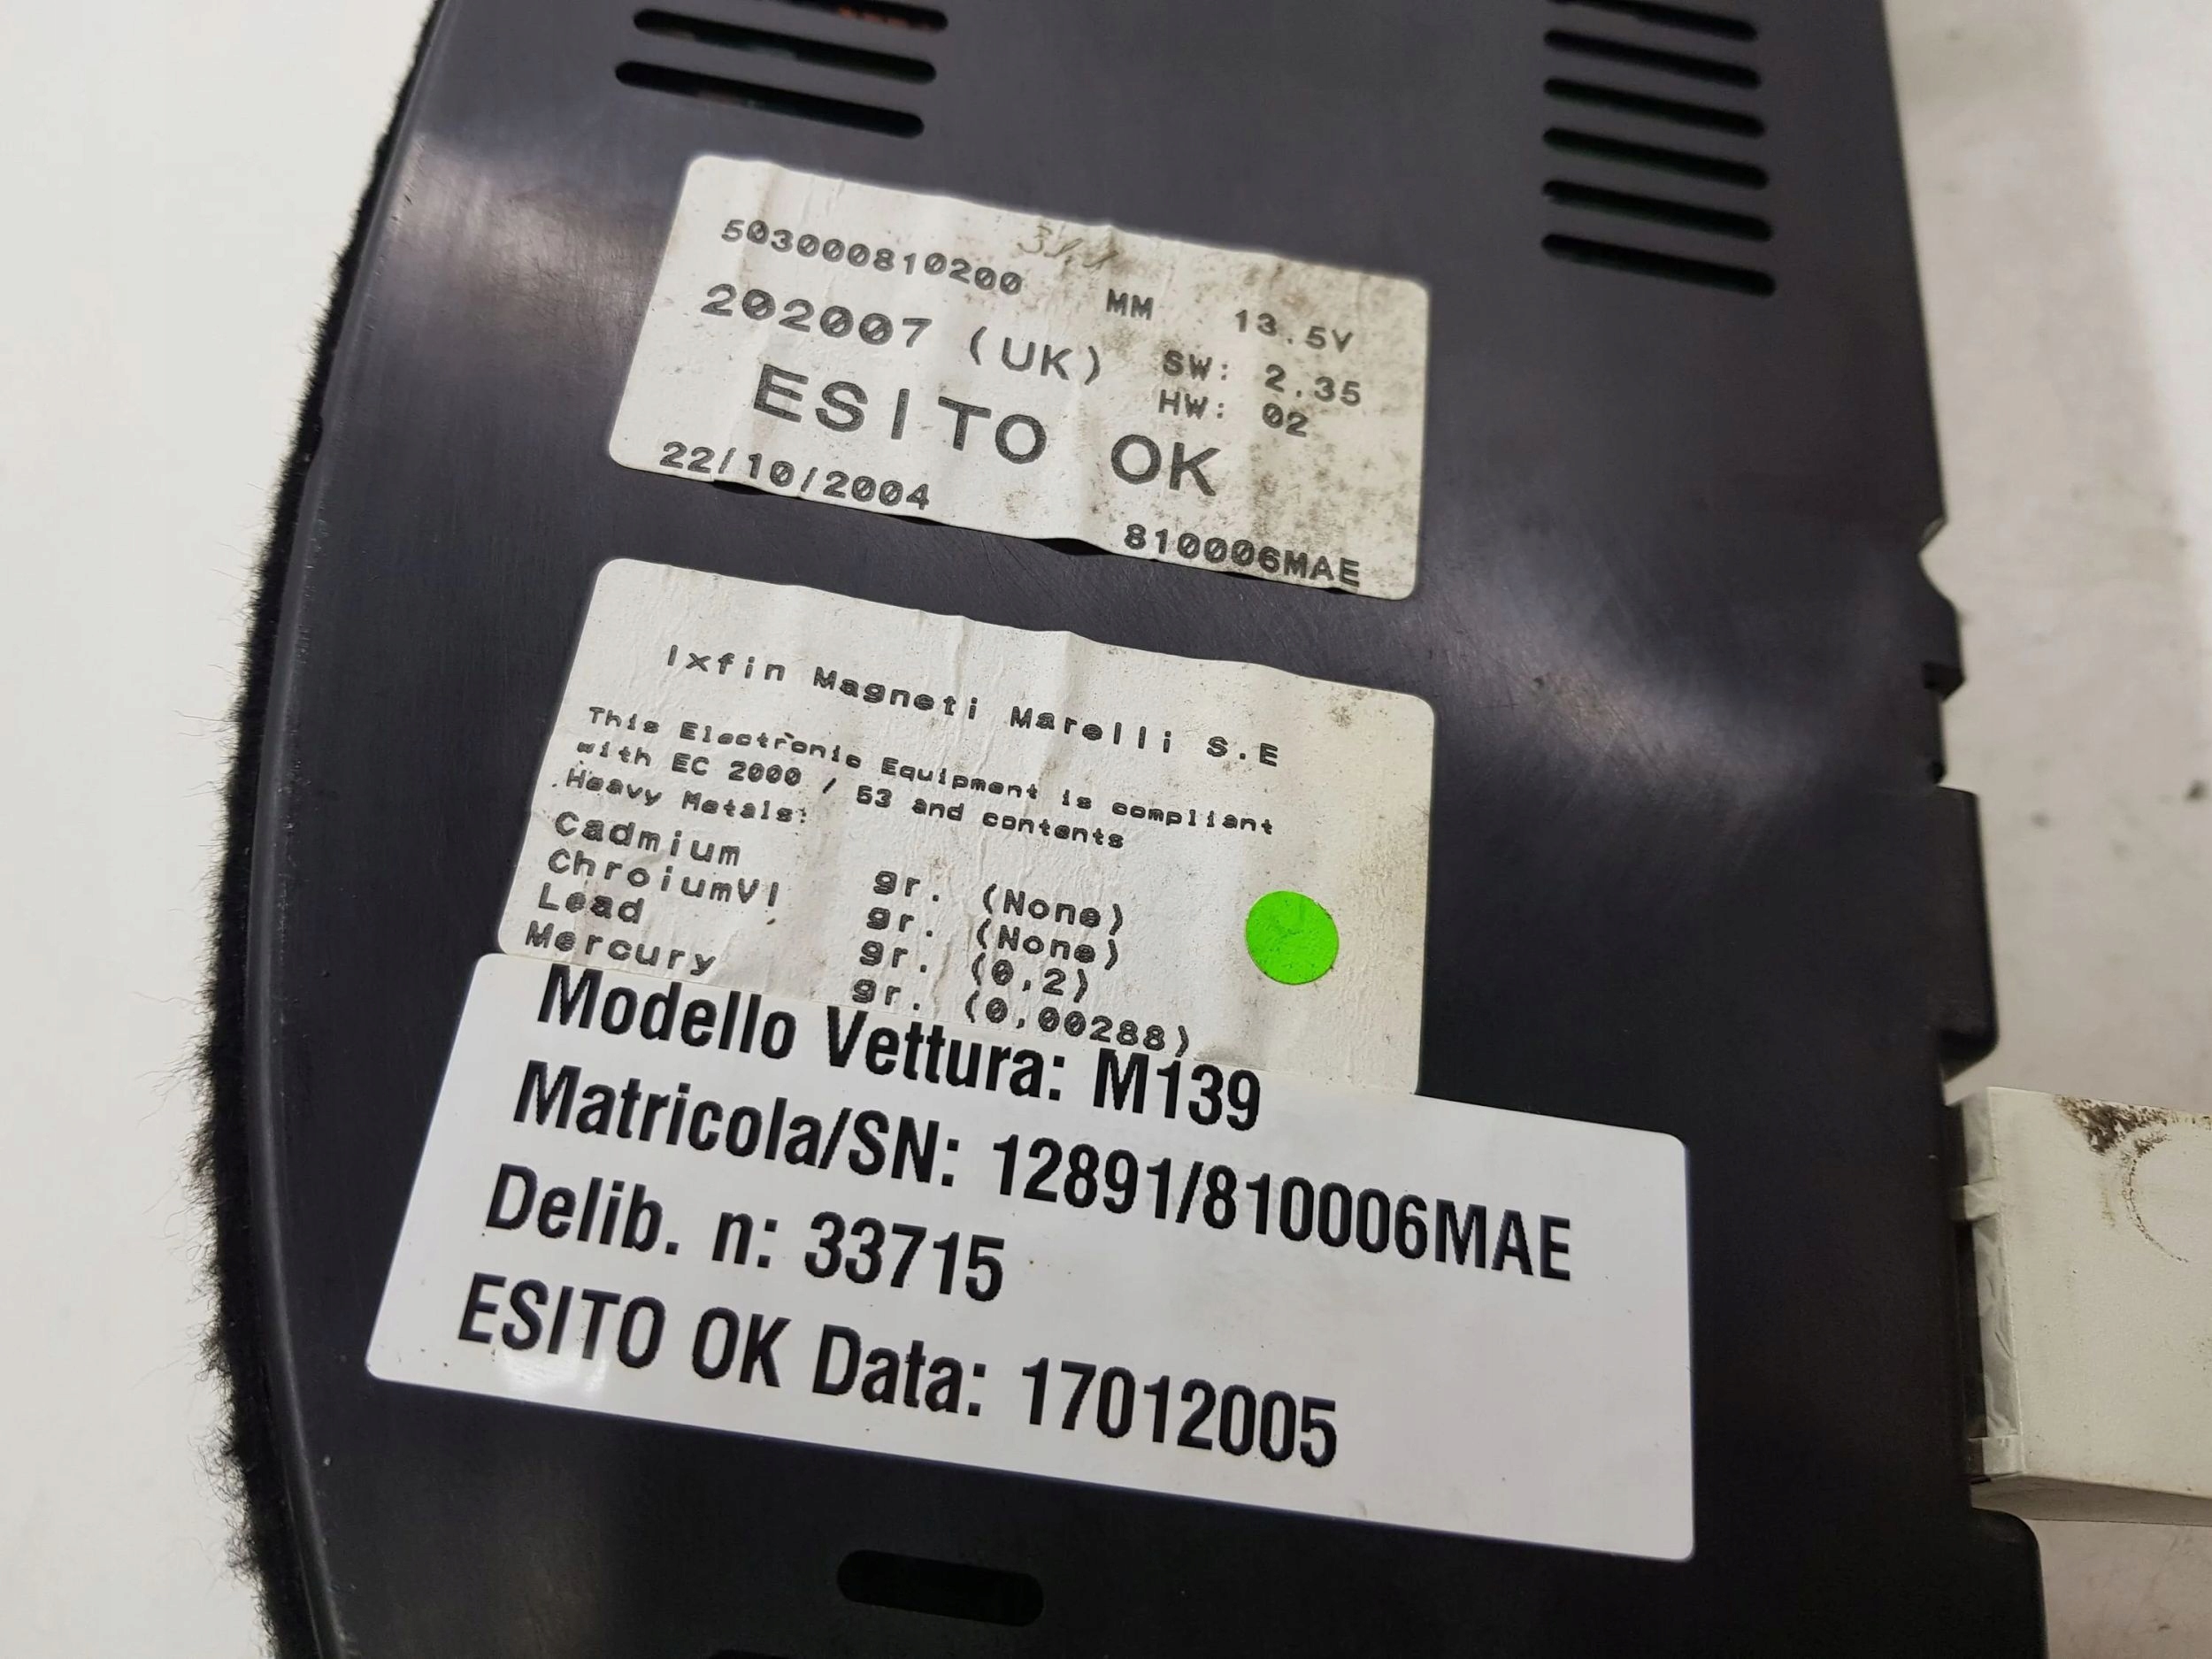 503000810200 MM 13.5V
202007 (UK) SW: 2.35
HW: 02
ESITO OK
22/10/2004 810006MAE
Ixfin Magneti Marelli S.E
This Electronic Equipment is compliant
with EC 2000 / 53 and contents
Heavy Metals:
Cadmium gr. (None)
ChroiumVI gr. (None)
Lead gr. (0,2)
Mercury gr. (0,00288)
Modello Vettura: M139
Matricola/SN: 12891/810006MAE
Delib. n: 33715
ESITO OK Data: 17012005